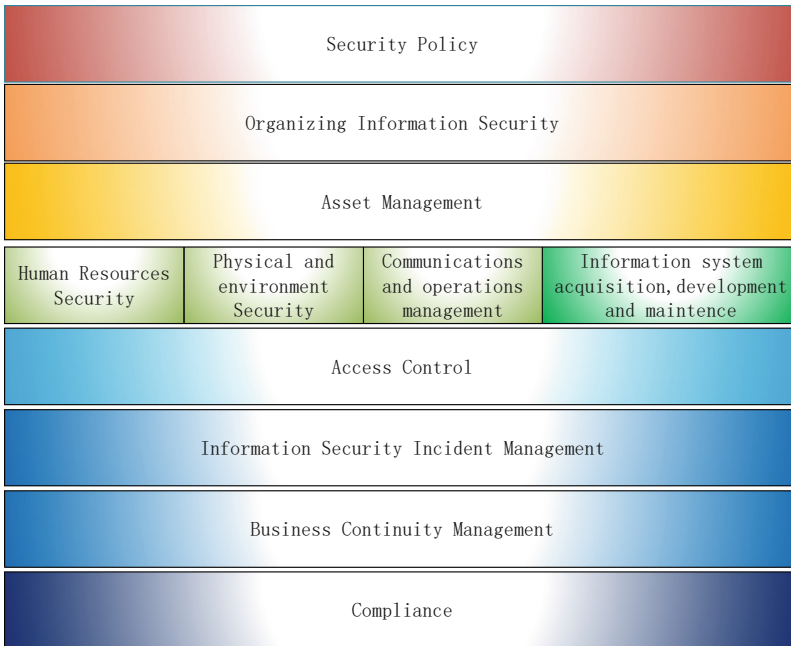 Security Policy
Organizing Information Security
Asset Management
Human Resources
Security
Physical and
environment
Security
Communications
and operations
management
Information system
acquisition,development
and maintence
Access Control
Information Security Incident Management
Business Continuity Management
Compliance